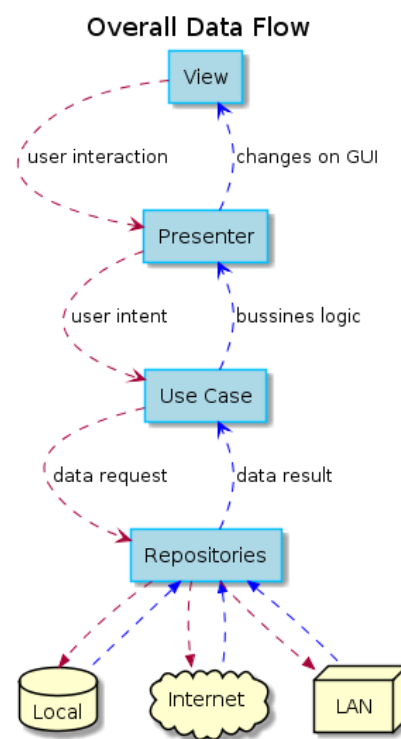 Overall Data Flow
View
user interaction
changes on GUI
Presenter
user intent
bussines logic
Use Case
data request
data result
Repositories
Local
Internet
LAN